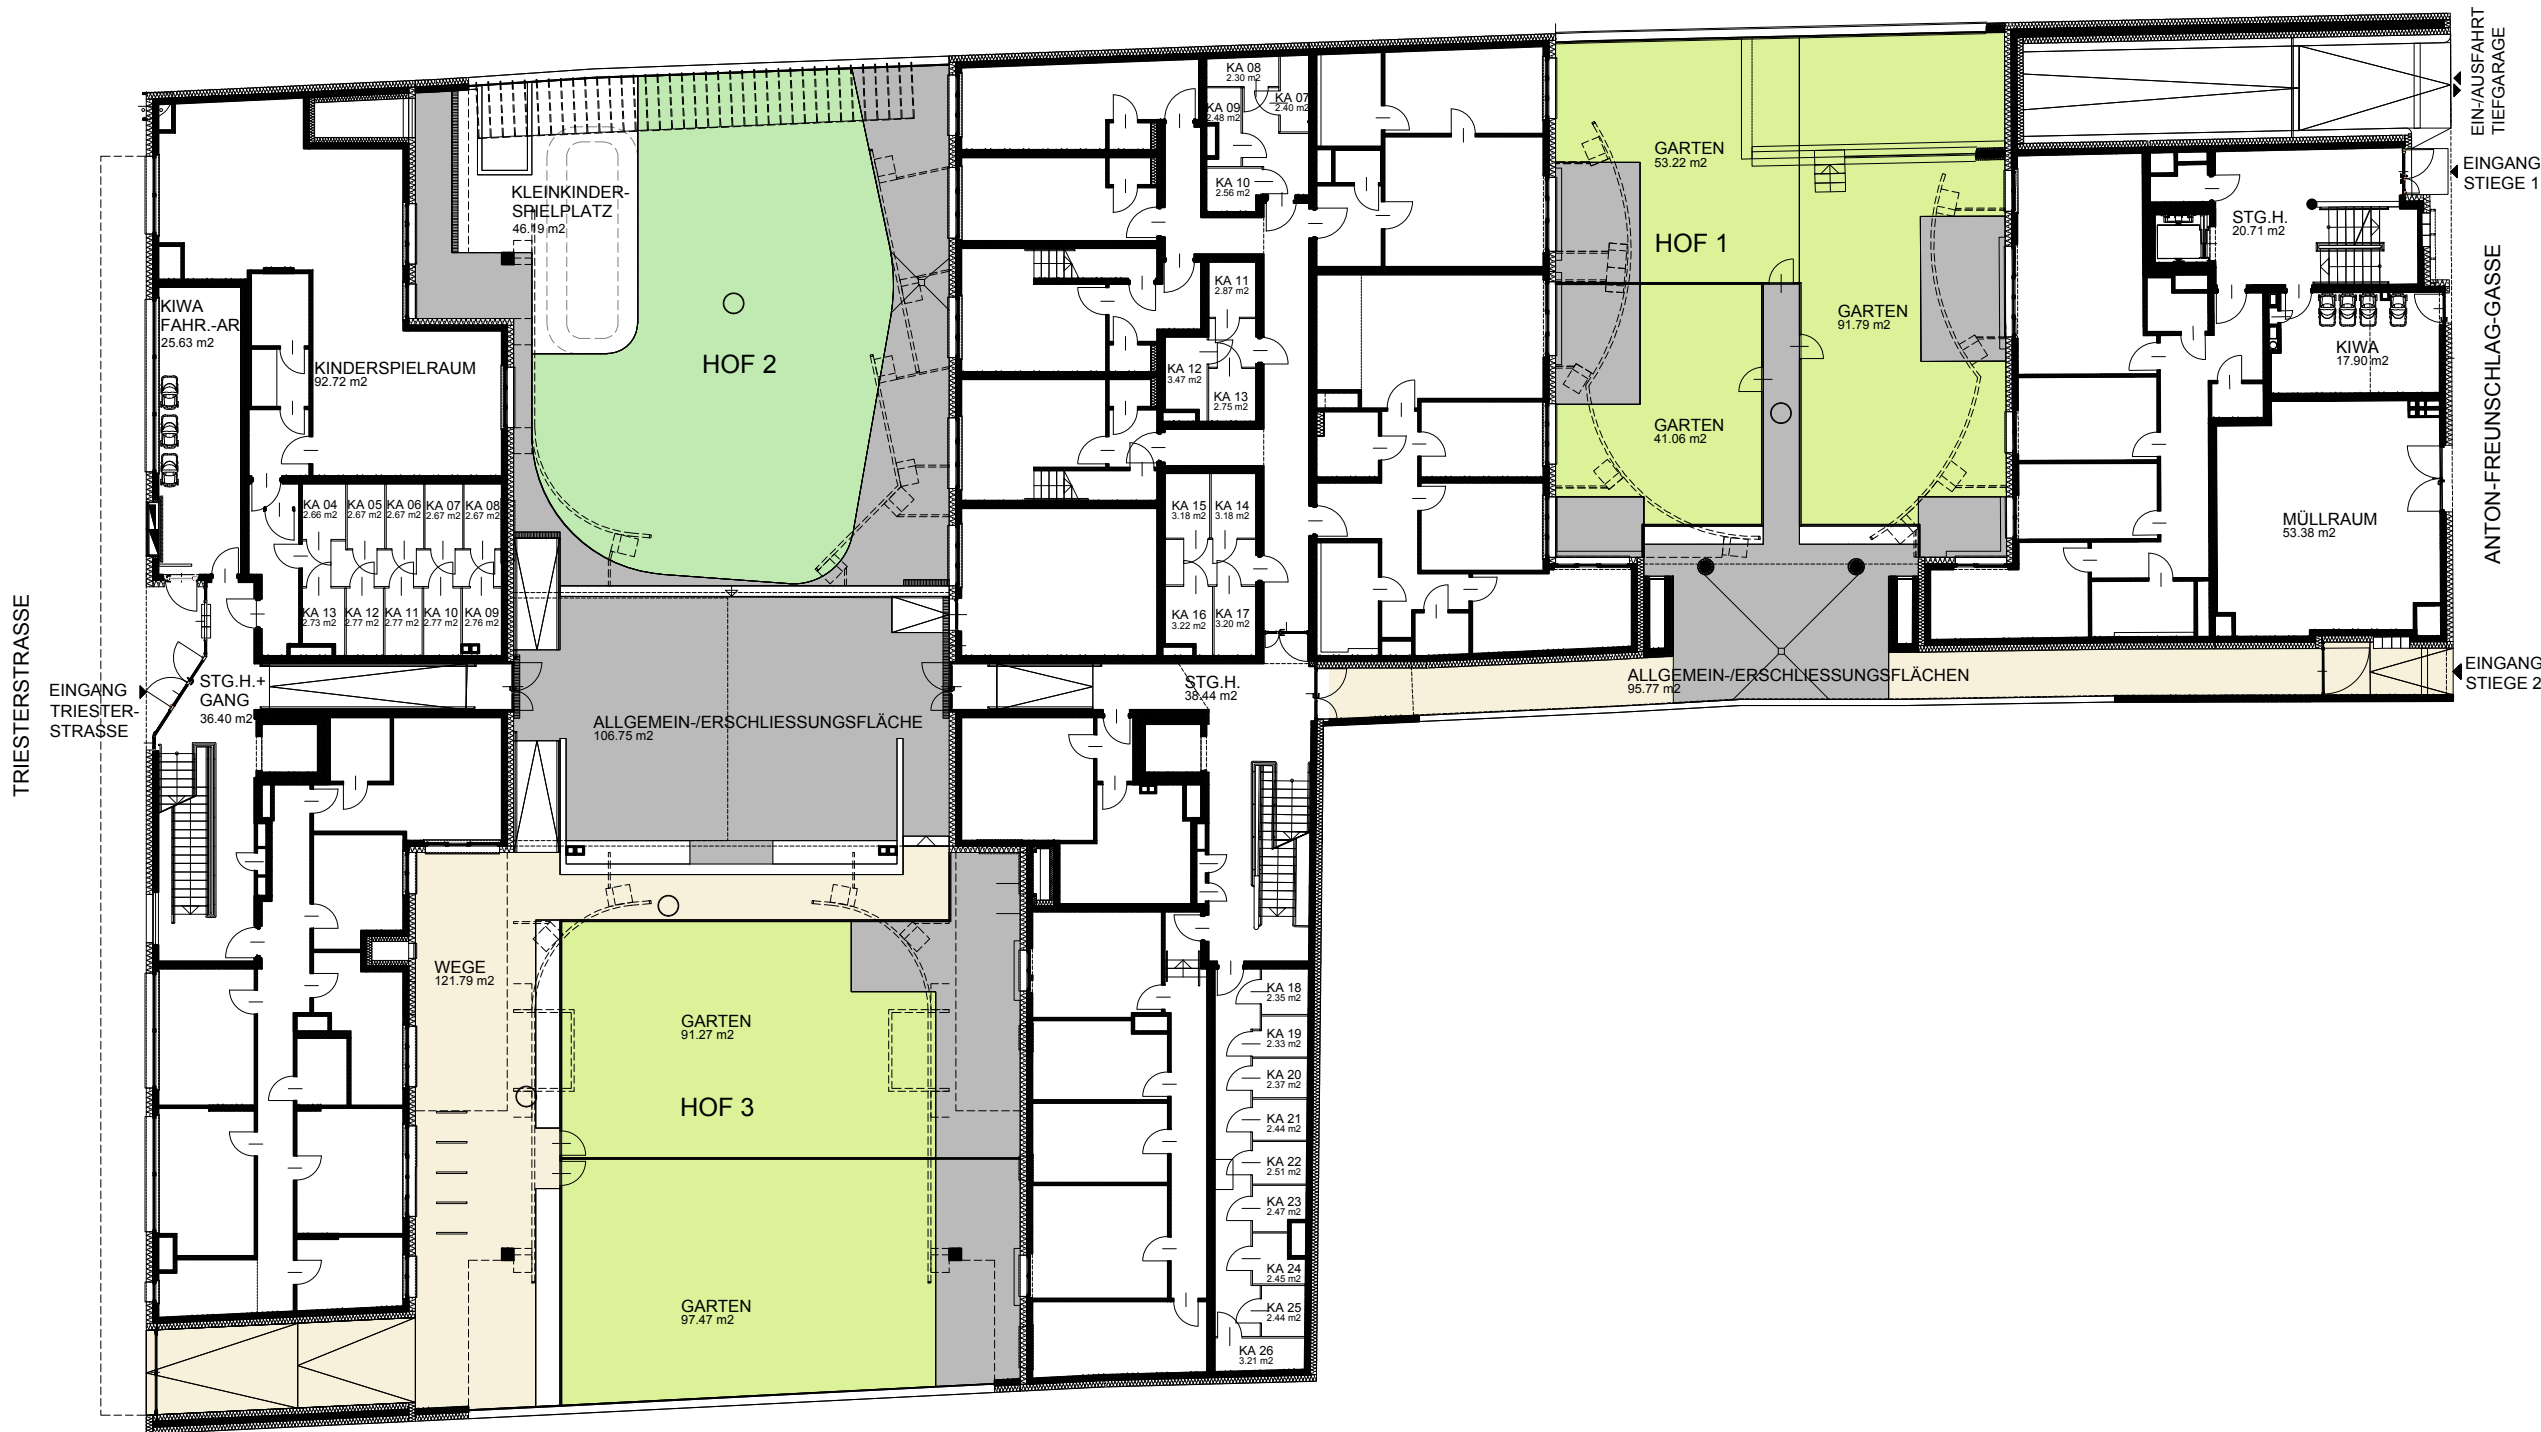 TRIESTERSTRASSE
EINGANG
TRIESTER-
STRASSE
KIWA
FAHR.-AR
25.63 m2
KINDERSPIELRAUM
92.72 m2
KA 04
2.66 m2
KA 05
2.67 m2
KA 06
2.67 m2
KA 07
2.67 m2
KA 08
2.67 m2
KA 13
2.73 m2
KA 12
2.77 m2
KA 11
2.77 m2
KA 10
2.77 m2
KA 09
2.76 m2
STG.H.+
GANG
36.40 m2
KLEINKINDER-
SPIELPLATZ
46.19 m2
HOF 2
ALLGEMEIN-/ERSCHLIESSUNGSFLÄCHE
106.75 m2
WEGE
121.79 m2
GARTEN
91.27 m2
HOF 3
GARTEN
97.47 m2
KA 08
2.30 m2
KA 07
2.40 m2
KA 09
2.48 m2
KA 10
2.56 m2
KA 11
2.87 m2
KA 12
3.47 m2
KA 13
2.75 m2
KA 15
3.18 m2
KA 14
3.18 m2
KA 16
3.22 m2
KA 17
3.20 m2
STG.H.
38.44 m2
KA 18
2.35 m2
KA 19
2.33 m2
KA 20
2.37 m2
KA 21
2.44 m2
KA 22
2.51 m2
KA 23
2.47 m2
KA 24
2.45 m2
KA 25
2.44 m2
KA 26
3.21 m2
GARTEN
53.22 m2
HOF 1
GARTEN
91.79 m2
GARTEN
41.06 m2
ALLGEMEIN-/ERSCHLIESSUNGSFLÄCHEN
95.77 m2
STG.H.
20.71 m2
KIWA
17.90 m2
MÜLLRAUM
53.38 m2
EIN-/AUSFAHRT
TIEFGARAGE
EINGANG
STIEGE 1
ANTON-FREUNSCHLAG-GASSE
EINGANG
STIEGE 2